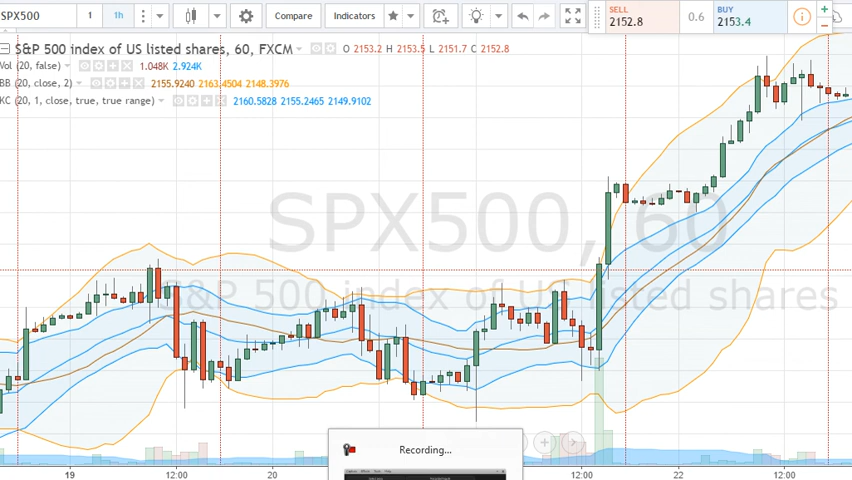 SPX500 1 1h Compare Indicators SELL 2152.8 0.6 BUY 2153.4
S&P 500 index of US listed shares, 60, FXCM O 2153.2 H 2153.5 L 2151.7 C 2152.8
Vol (20, false) 1.048K 2.924K
BB (20, close, 2) 2155.9240 2163.4504 2148.3976
KC (20, 1, close, true, true range) 2160.5828 2155.2465 2149.9102
SPX500, 60
S&P 500 index of US listed shares
Recording...
19 12:00 20 12:00 22 12:00